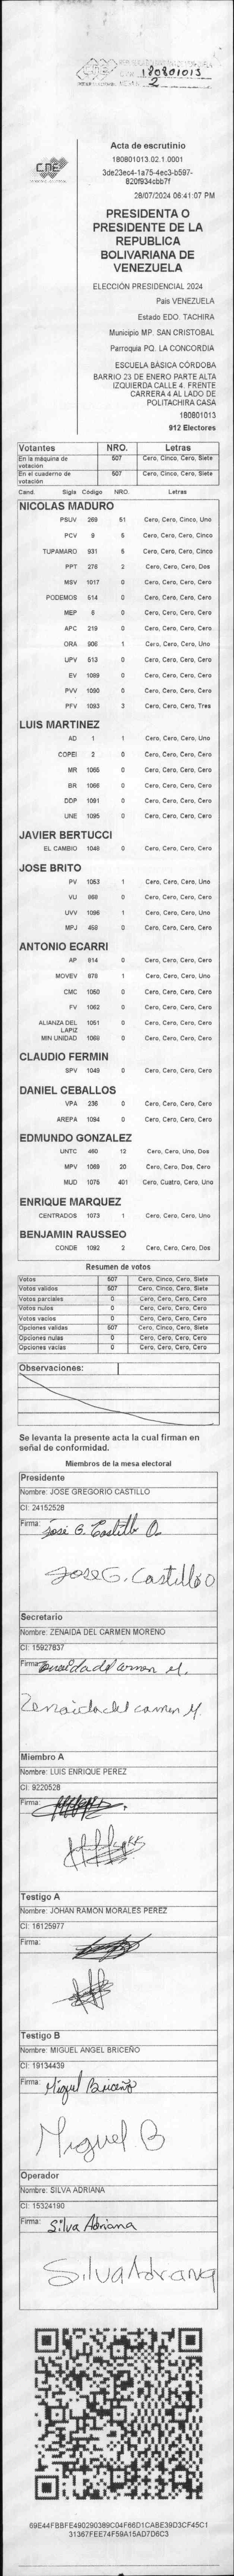 CNE
180801013
2
Acta de escrutinio
180801013.02.1.0001
3de23ec4-1a75-4ec3-b597-
820f934cbb7f
28/07/2024 06:41:07 PM
PRESIDENTA O
PRESIDENTE DE LA
REPUBLICA
BOLIVARIANA DE
VENEZUELA
ELECCIÓN PRESIDENCIAL 2024
Pais VENEZUELA
Estado EDO. TACHIRA
Municipio MP. SAN CRISTOBAL
Parroquia PQ. LA CONCORDIA
ESCUELA BÁSICA CÓRDOBA
BARRIO 23 DE ENERO PARTE ALTA
IZQUIERDA CALLE 4. FRENTE
CARRERA 4 AL LADO DE
POLITACHIRA CASA
180801013
912 Electores
Votantes NRO. Letras
En la máquina de votación 507 Cero, Cinco, Cero, Siete
En el cuaderno de votación 507 Cero, Cinco, Cero, Siete
Cand. Sigla Código NRO. Letras
NICOLAS MADURO
PSUV 269 51 Cero, Cero, Cinco, Uno
PCV 9 5 Cero, Cero, Cero, Cinco
TUPAMARO 931 5 Cero, Cero, Cero, Cinco
PPT 276 2 Cero, Cero, Cero, Dos
MSV 1017 0 Cero, Cero, Cero, Cero
PODEMOS 514 0 Cero, Cero, Cero, Cero
MEP 6 0 Cero, Cero, Cero, Cero
APC 219 0 Cero, Cero, Cero, Cero
ORA 906 1 Cero, Cero, Cero, Uno
UPV 513 0 Cero, Cero, Cero, Cero
EV 1089 0 Cero, Cero, Cero, Cero
PVV 1090 0 Cero, Cero, Cero, Cero
PFV 1093 3 Cero, Cero, Cero, Tres
LUIS MARTINEZ
AD 1 1 Cero, Cero, Cero, Uno
COPEI 2 0 Cero, Cero, Cero, Cero
MR 1065 0 Cero, Cero, Cero, Cero
BR 1066 0 Cero, Cero, Cero, Cero
DDP 1091 0 Cero, Cero, Cero, Cero
UNE 1095 0 Cero, Cero, Cero, Cero
JAVIER BERTUCCI
EL CAMBIO 1048 0 Cero, Cero, Cero, Cero
JOSE BRITO
PV 1053 1 Cero, Cero, Cero, Uno
VU 868 0 Cero, Cero, Cero, Cero
UVV 1096 1 Cero, Cero, Cero, Uno
MPJ 458 0 Cero, Cero, Cero, Cero
ANTONIO ECARRI
AP 814 0 Cero, Cero, Cero, Cero
MOVEV 878 1 Cero, Cero, Cero, Uno
CMC 1050 0 Cero, Cero, Cero, Cero
FV 1062 0 Cero, Cero, Cero, Cero
ALIANZA DEL LAPIZ 1051 0 Cero, Cero, Cero, Cero
MIN UNIDAD 1068 0 Cero, Cero, Cero, Cero
CLAUDIO FERMIN
SPV 1049 0 Cero, Cero, Cero, Cero
DANIEL CEBALLOS
VPA 236 0 Cero, Cero, Cero, Cero
AREPA 1094 0 Cero, Cero, Cero, Cero
EDMUNDO GONZALEZ
UNTC 460 12 Cero, Cero, Uno, Dos
MPV 1069 20 Cero, Cero, Dos, Cero
MUD 1076 401 Cero, Cuatro, Cero, Uno
ENRIQUE MARQUEZ
CENTRADOS 1073 1 Cero, Cero, Cero, Uno
BENJAMIN RAUSSEO
CONDE 1092 2 Cero, Cero, Cero, Dos
Resumen de votos
Votos 507 Cero, Cinco, Cero, Siete
Votos validos 507 Cero, Cinco, Cero, Siete
Votos parciales 0 Cero, Cero, Cero, Cero
Votos nulos 0 Cero, Cero, Cero, Cero
Votos vacios 0 Cero, Cero, Cero, Cero
Opciones validas 507 Cero, Cinco, Cero, Siete
Opciones nulas 0 Cero, Cero, Cero, Cero
Opciones vacias 0 Cero, Cero, Cero, Cero
Observaciones:
Se levanta la presente acta la cual firman en
señal de conformidad.
Miembros de la mesa electoral
Presidente
Nombre: JOSE GREGORIO CASTILLO
CI: 24152528
Firma: José G. Castillo O.
JOSE G. Castillo O
Secretario
Nombre: ZENAIDA DEL CARMEN MORENO
CI: 15927837
Firma: Zenaida del carmen M.
Zenaida del carmen M.
Miembro A
Nombre: LUIS ENRIQUE PEREZ
CI: 9220528
Firma:
Testigo A
Nombre: JOHAN RAMON MORALES PEREZ
CI: 16125977
Firma:
Testigo B
Nombre: MIGUEL ANGEL BRICEÑO
CI: 19134439
Firma: Miguel Briceño
Miguel B
Operador
Nombre: SILVA ADRIANA
CI: 15324190
Firma: Silva Adriana
Silva Adriana
69E44FBBFE490290389C04F66D1CABE39D3CF45C1
31367FEE74F59A15AD7D6C3